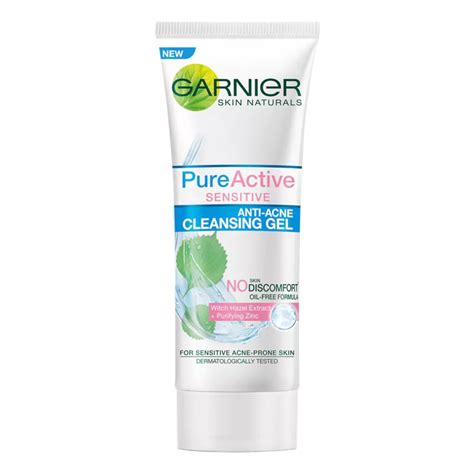 NEW
GARNIER
SKIN NATURALS
PureActive
SENSITIVE
ANTI-ACNE
CLEANSING GEL
NO SKIN DISCOMFORT
OIL-FREE FORMULA
Witch Hazel Extract
+ Purifying Zinc
FOR SENSITIVE ACNE-PRONE SKIN
DERMATOLOGICALLY TESTED